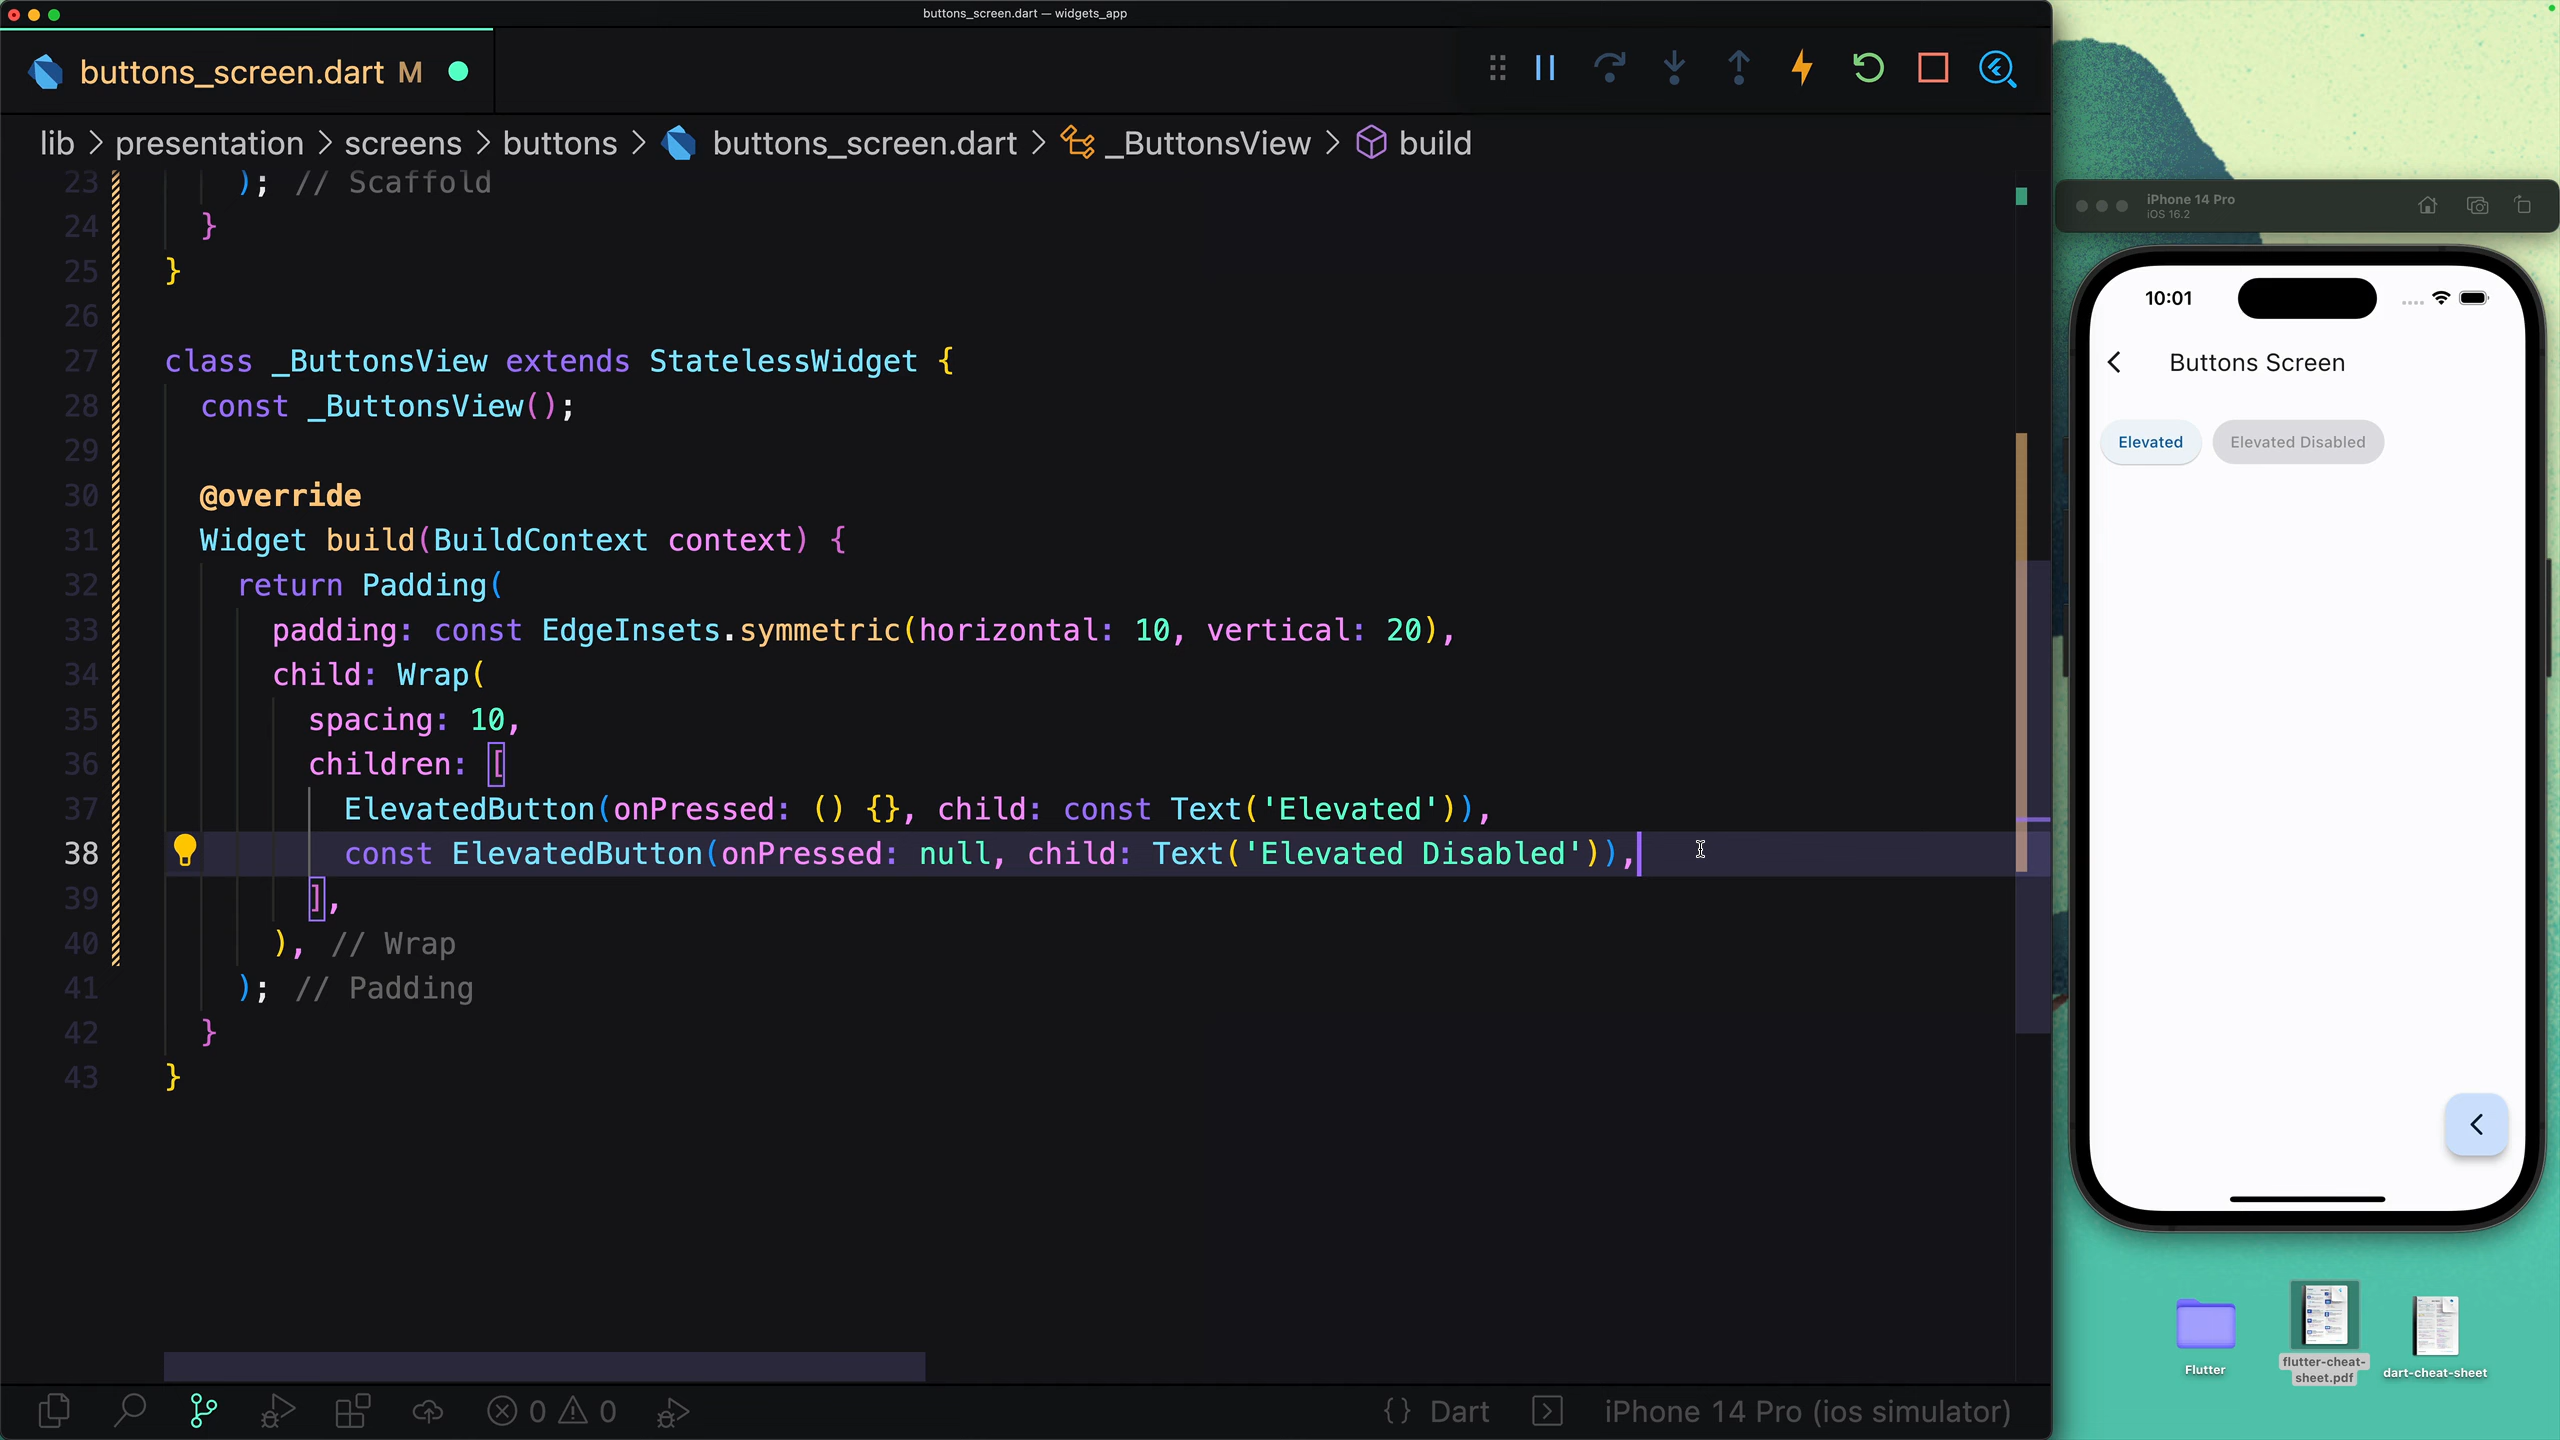 buttons_screen.dart — widgets_app
buttons_screen.dart M
lib > presentation > screens > buttons > buttons_screen.dart > _ButtonsView > build
23 ); // Scaffold
24 }
25 }
26
27 class _ButtonsView extends StatelessWidget {
28 const _ButtonsView();
29
30 @override
31 Widget build(BuildContext context) {
32 return Padding(
33 padding: const EdgeInsets.symmetric(horizontal: 10, vertical: 20),
34 child: Wrap(
35 spacing: 10,
36 children: [
37 ElevatedButton(onPressed: () {}, child: const Text('Elevated')),
38 const ElevatedButton(onPressed: null, child: Text('Elevated Disabled')),
39 ],
40 ), // Wrap
41 ); // Padding
42 }
43 }
0 0
{} Dart
iPhone 14 Pro (ios simulator)
iPhone 14 Pro
iOS 16.2
10:01
Buttons Screen
Elevated
Elevated Disabled
Flutter
flutter-cheat-
sheet.pdf
dart-cheat-sheet